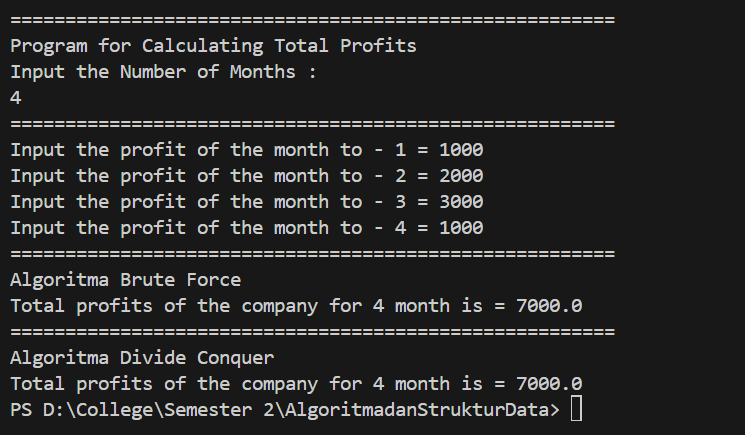 =======================================================
Program for Calculating Total Profits
Input the Number of Months :
4
=======================================================
Input the profit of the month to - 1 = 1000
Input the profit of the month to - 2 = 2000
Input the profit of the month to - 3 = 3000
Input the profit of the month to - 4 = 1000
=======================================================
Algoritma Brute Force
Total profits of the company for 4 month is = 7000.0
=======================================================
Algoritma Divide Conquer
Total profits of the company for 4 month is = 7000.0
PS D:\College\Semester 2\AlgoritmadanStrukturData>